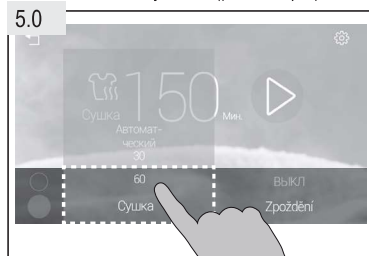 5.0
Сушка
150
Мин.
Автомат-
ческий
30
60
Сушка
ВЫКЛ
Zpoždění